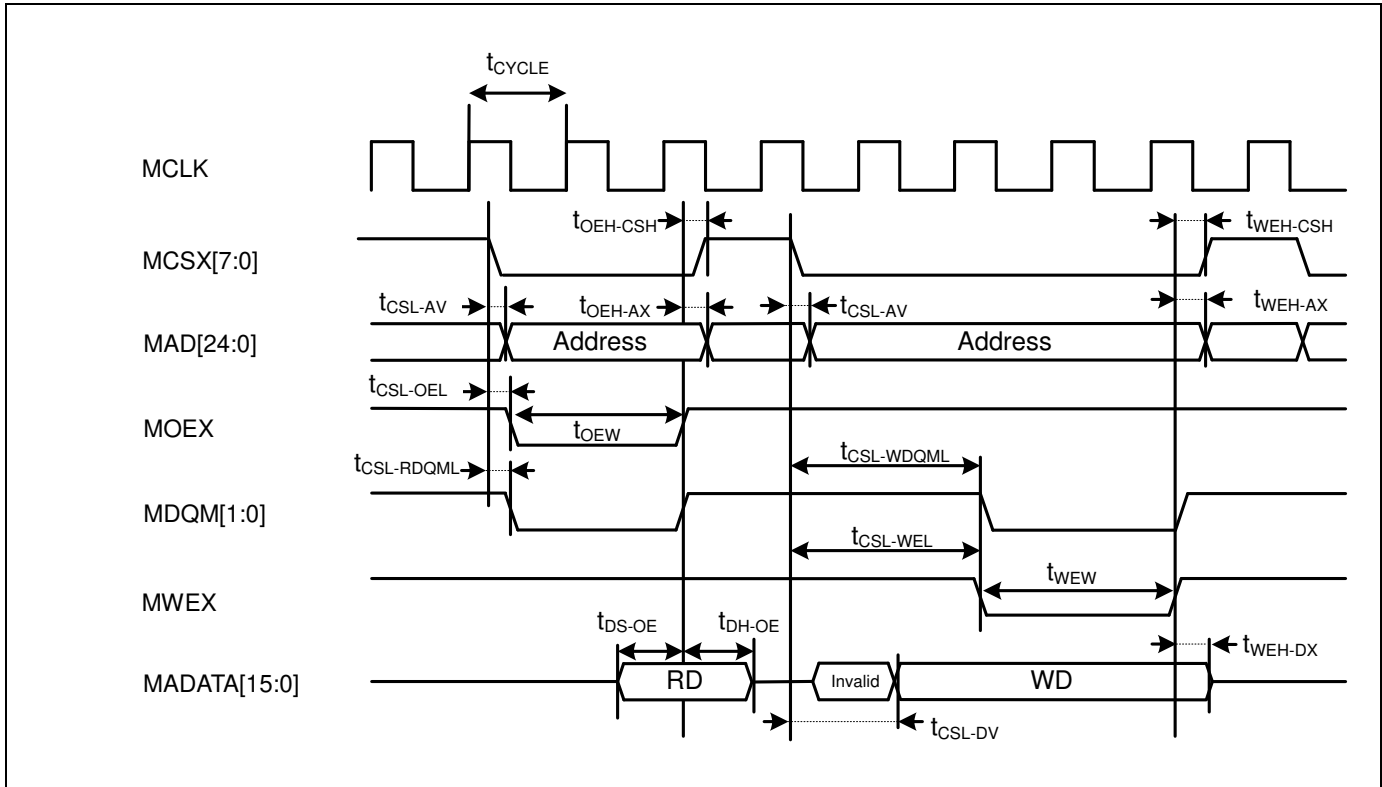 tCYCLE
MCLK
tOEH-CSH
tWEH-CSH
MCSX[7:0]
tCSL-AV
tOEH-AX
tCSL-AV
tWEH-AX
MAD[24:0]
Address
Address
tCSL-OEL
MOEX
tOEW
tCSL-RDQML
tCSL-WDQML
MDQM[1:0]
tCSL-WEL
tWEW
MWEX
tDS-OE
tDH-OE
tWEH-DX
MADATA[15:0]
RD
Invalid
WD
tCSL-DV